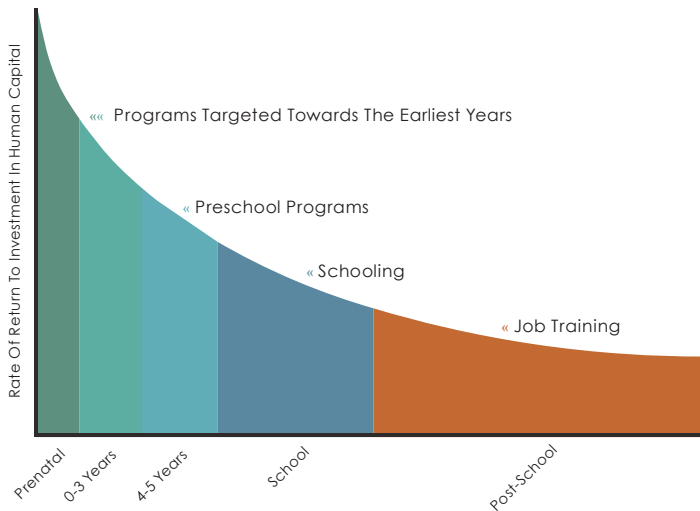 Rate Of Return To Investment In Human Capital
«« Programs Targeted Towards The Earliest Years
« Preschool Programs
« Schooling
« Job Training
Prenatal
0-3 Years
4-5 Years
School
Post-School